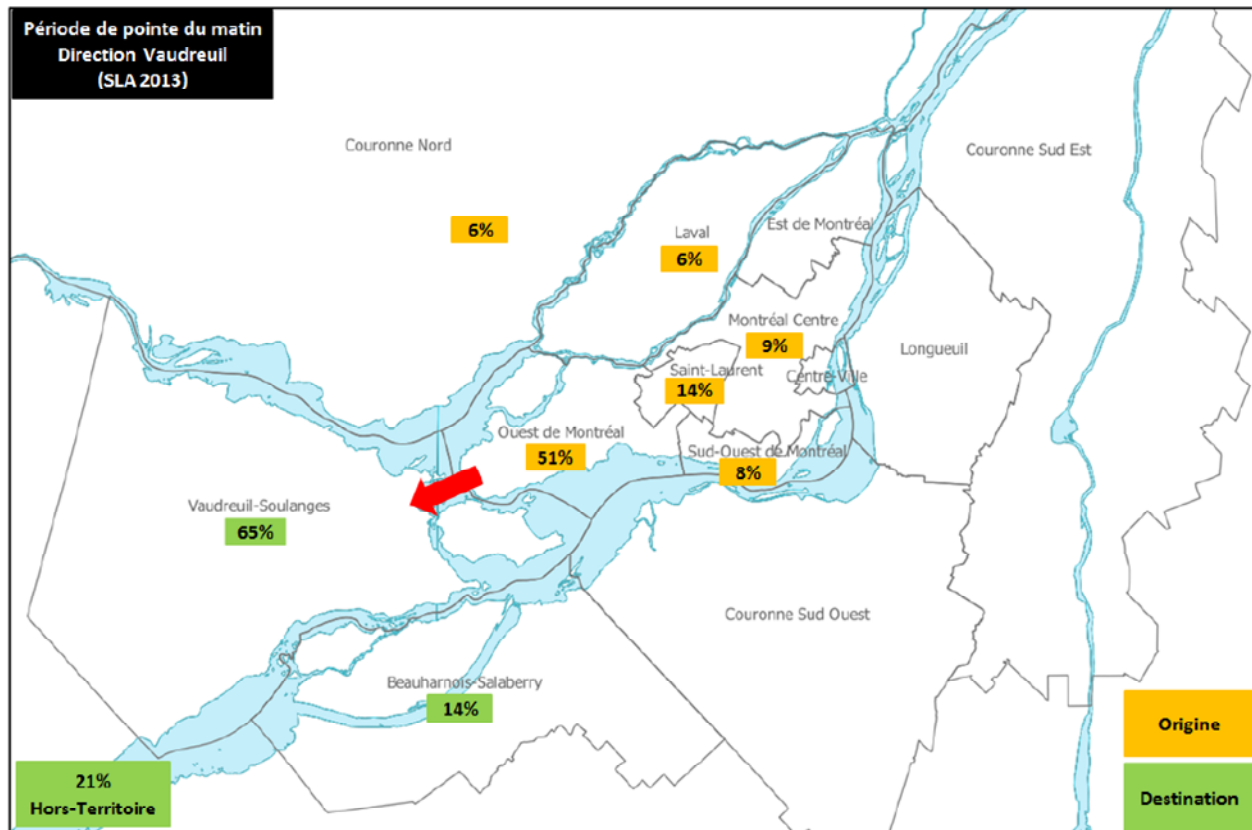 Période de pointe du matin
Direction Vaudreuil
(SLA 2013)
Couronne Nord
6%
Couronne Sud Est
Laval
6%
Est de Montréal
Montréal Centre
9%
Longueuil
Saint-Laurent
14%
Centre-Ville
Ouest de Montréal
51%
Sud-Ouest de Montréal
8%
Vaudreuil-Soulanges
65%
Couronne Sud Ouest
Beauharnois-Salaberry
14%
21%
Hors-Territoire
Origine
Destination